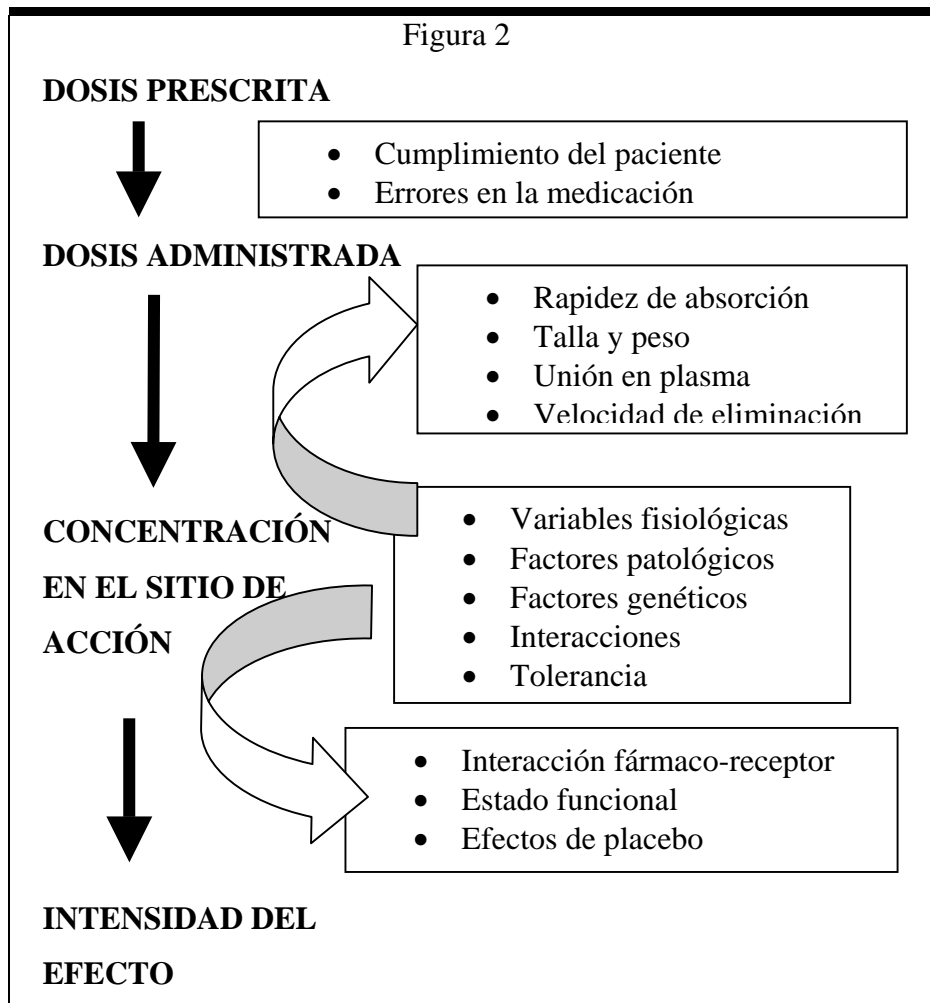 Figura 2
DOSIS PRESCRITA
• Cumplimiento del paciente
• Errores en la medicación
DOSIS ADMINISTRADA
• Rapidez de absorción
• Talla y peso
• Unión en plasma
• Velocidad de eliminación
CONCENTRACIÓN
EN EL SITIO DE
ACCIÓN
• Variables fisiológicas
• Factores patológicos
• Factores genéticos
• Interacciones
• Tolerancia
• Interacción fármaco-receptor
• Estado funcional
• Efectos de placebo
INTENSIDAD DEL
EFECTO